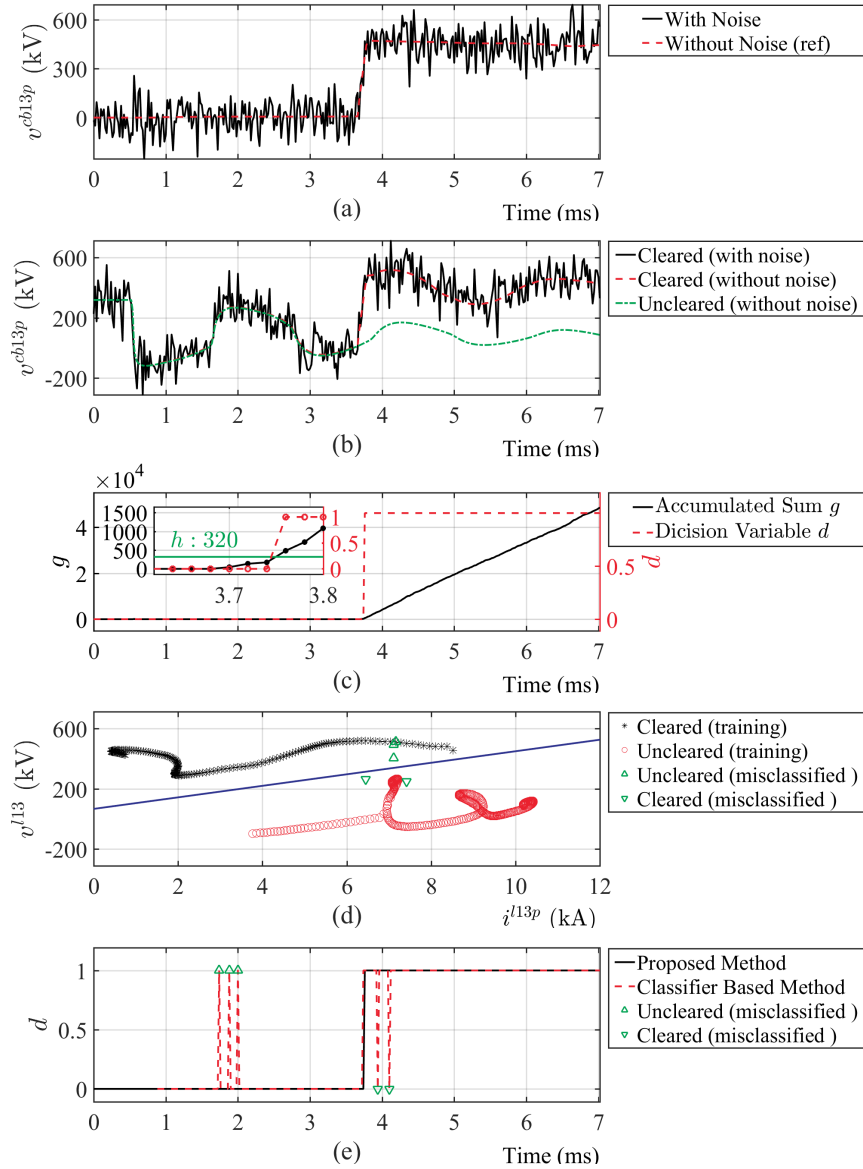 600
300
0
v^{cb13p} (kV)
With Noise
Without Noise (ref)
0 1 2 3 4 5 6 7
Time (ms)
(a)
600
200
-200
v^{cb13p} (kV)
Cleared (with noise)
Cleared (without noise)
Uncleared (without noise)
0 1 2 3 4 5 6 7
Time (ms)
(b)
×10^4
4
2
0
g
1500
1000
500
0
h : 320
1
0.5
0
3.7 3.8
0.5
0
d
Accumulated Sum g
Dicision Variable d
0 1 2 3 4 5 6 7
Time (ms)
(c)
600
200
-200
v^{l13} (kV)
Cleared (training)
Uncleared (training)
Uncleared (misclassified )
Cleared (misclassified )
0 2 4 6 8 10 12
i^{l13p} (kA)
(d)
1
0.5
0
d
Proposed Method
Classifier Based Method
Uncleared (misclassified )
Cleared (misclassified )
0 1 2 3 4 5 6 7
Time (ms)
(e)